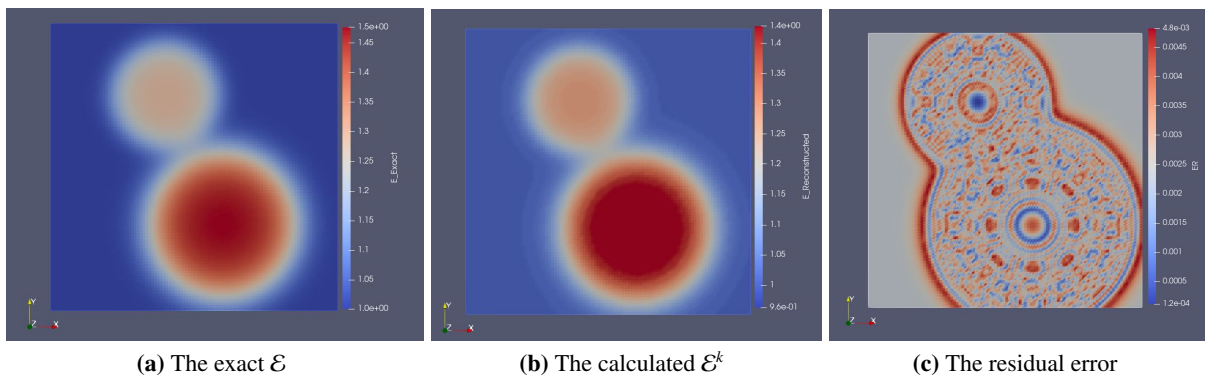 1.5e+00
1.45
1.4
1.35
1.3
1.25
1.2
1.15
1.1
1.05
1.0e+00
E_Exact
Y
Z
X
(a) The exact ℰ
1.4e+00
1.4
1.35
1.3
1.25
1.2
1.15
1.1
1.05
1
9.6e-01
E_Reconstructed
Y
Z
X
(b) The calculated ℰᵏ
4.8e-03
0.0045
0.004
0.0035
0.003
0.0025
0.002
0.0015
0.001
0.0005
1.2e-04
ER
Y
Z
X
(c) The residual error